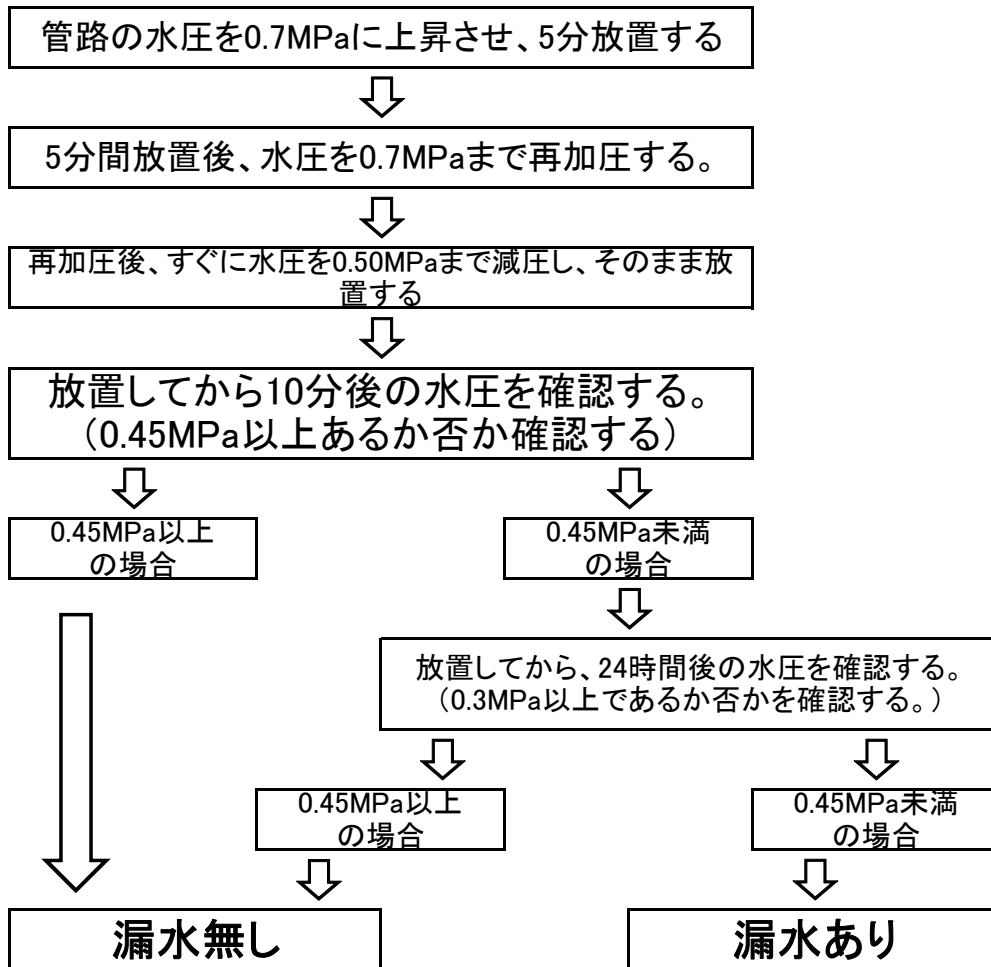 管路の水圧を0.7MPaに上昇させ、5分放置する
5分間放置後、水圧を0.7MPaまで再加圧する。
再加圧後、すぐに水圧を0.50MPaまで減圧し、そのまま放
置する
放置してから10分後の水圧を確認する。
（0.45MPa以上あるか否か確認する）
0.45MPa以上
の場合
0.45MPa未満
の場合
放置してから、24時間後の水圧を確認する。
（0.3MPa以上であるか否かを確認する。）
0.45MPa以上
の場合
0.45MPa未満
の場合
漏水無し
漏水あり